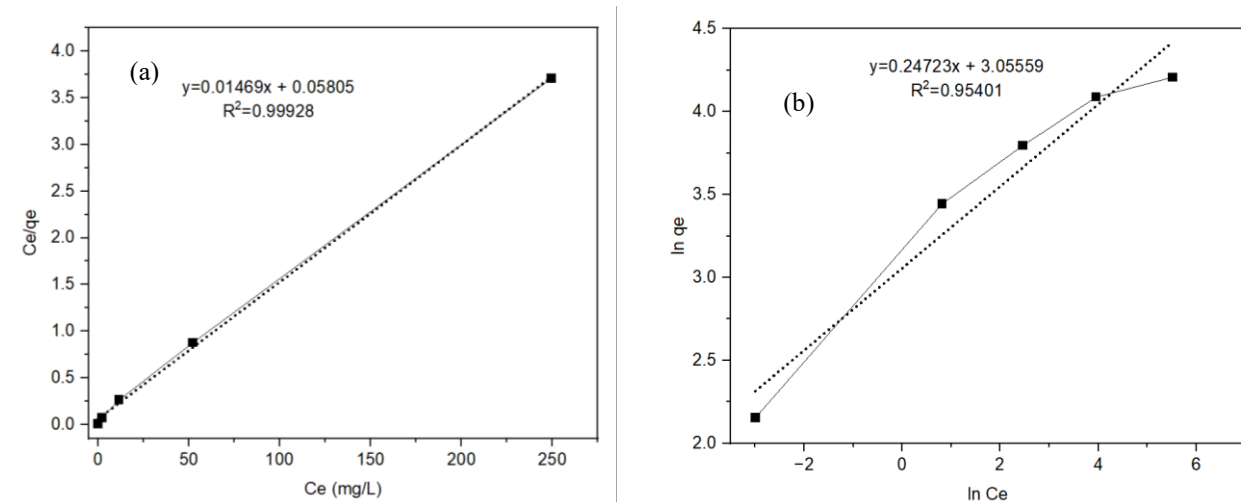 (a)
y=0.01469x + 0.05805
R²=0.99928
4.0
3.5
3.0
2.5
2.0
1.5
1.0
0.5
0.0
Ce/qe
0
50
100
150
200
250
Ce (mg/L)
(b)
y=0.24723x + 3.05559
R²=0.95401
4.5
4.0
3.5
3.0
2.5
2.0
ln qe
−2
0
2
4
6
ln Ce